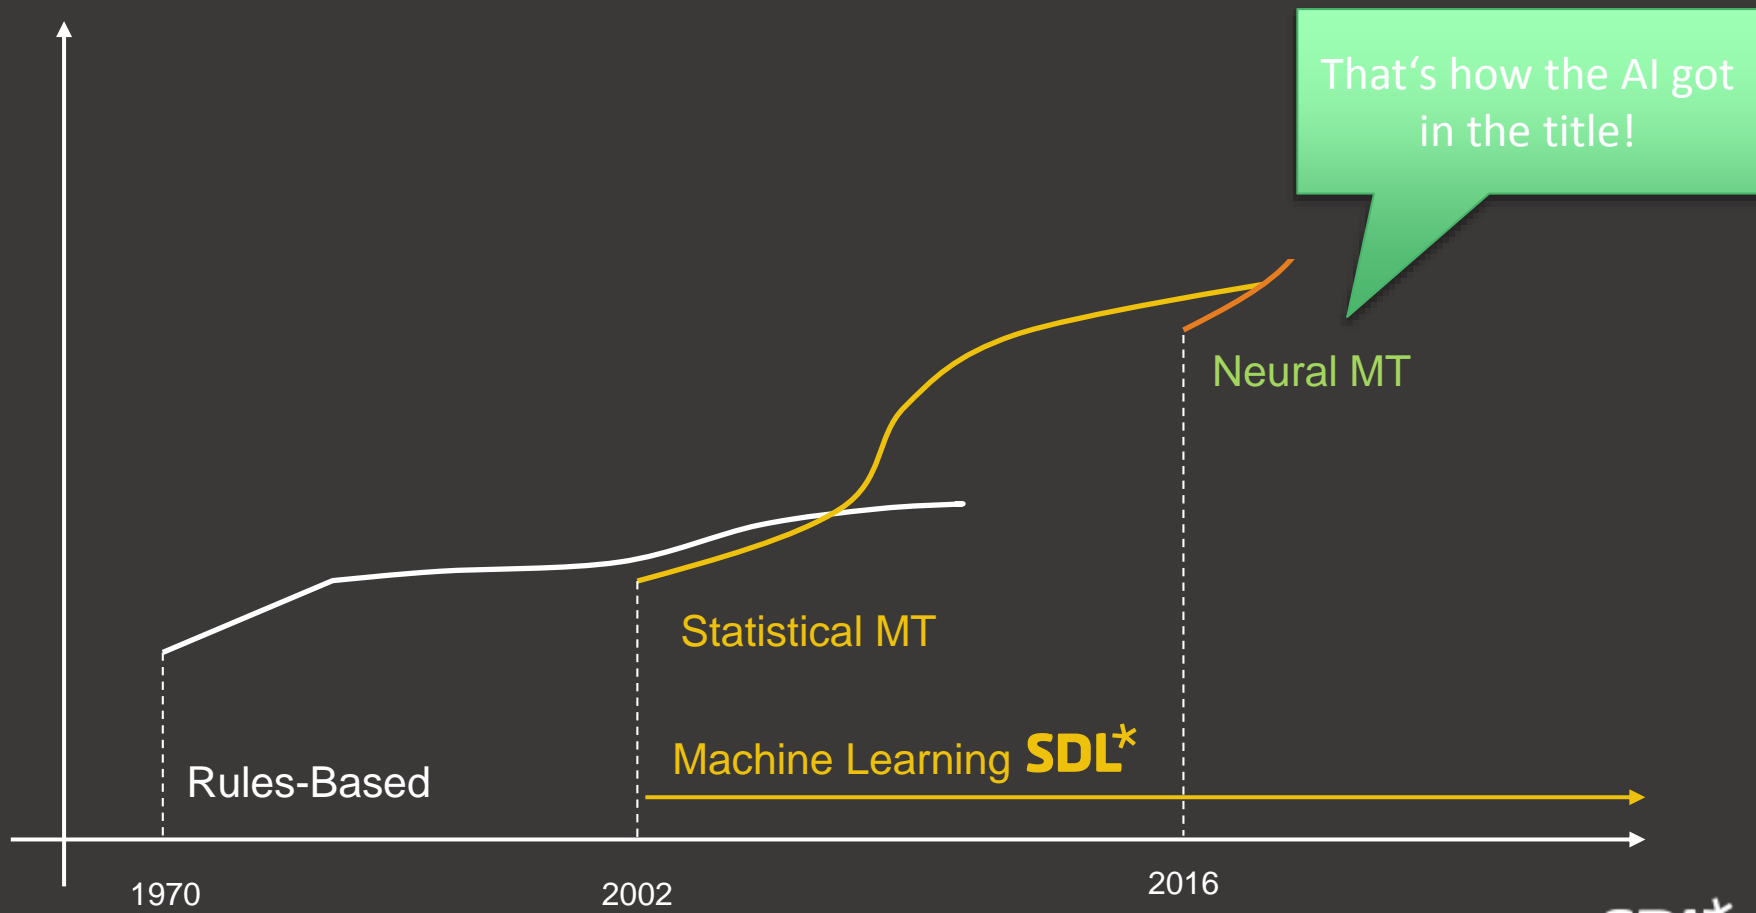 That‘s how the AI got
in the title!
Neural MT
Statistical MT
Machine Learning SDL*
Rules-Based
1970
2002
2016
SDL*